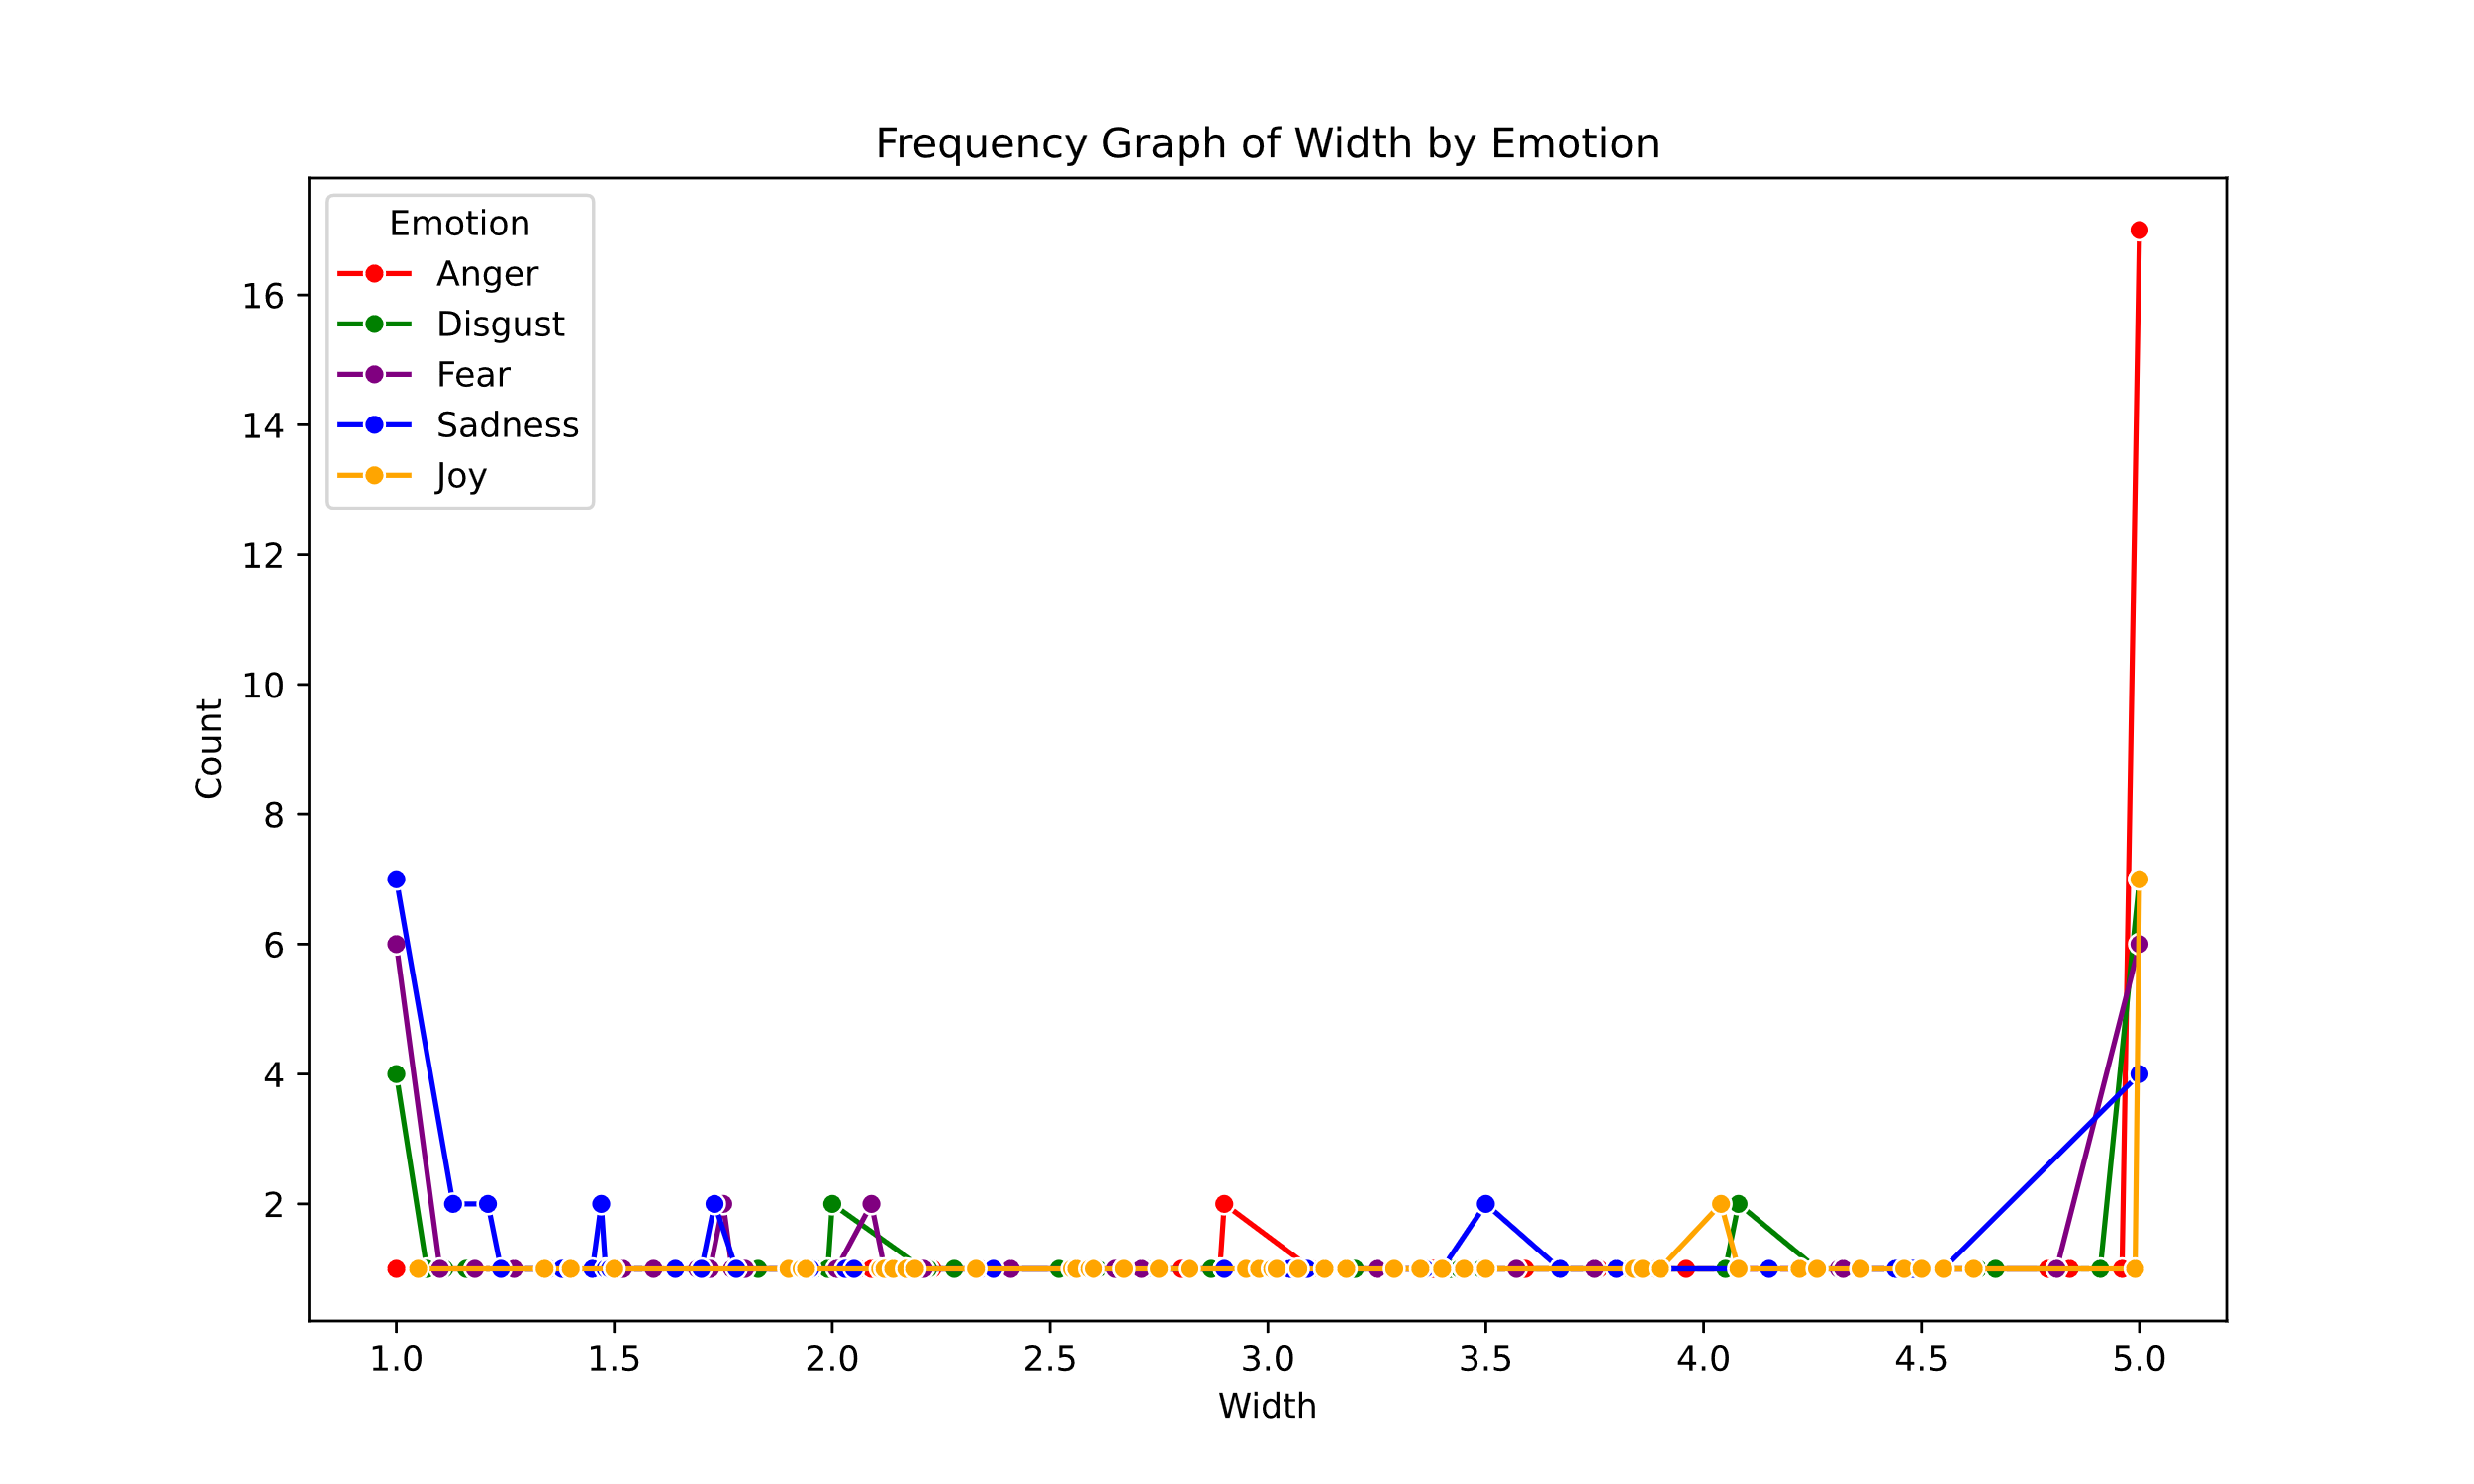 Frequency Graph of Width by Emotion
Emotion
Anger
Disgust
Fear
Sadness
Joy
16
14
12
10
8
6
4
2
Count
1.0 1.5 2.0 2.5 3.0 3.5 4.0 4.5 5.0
Width